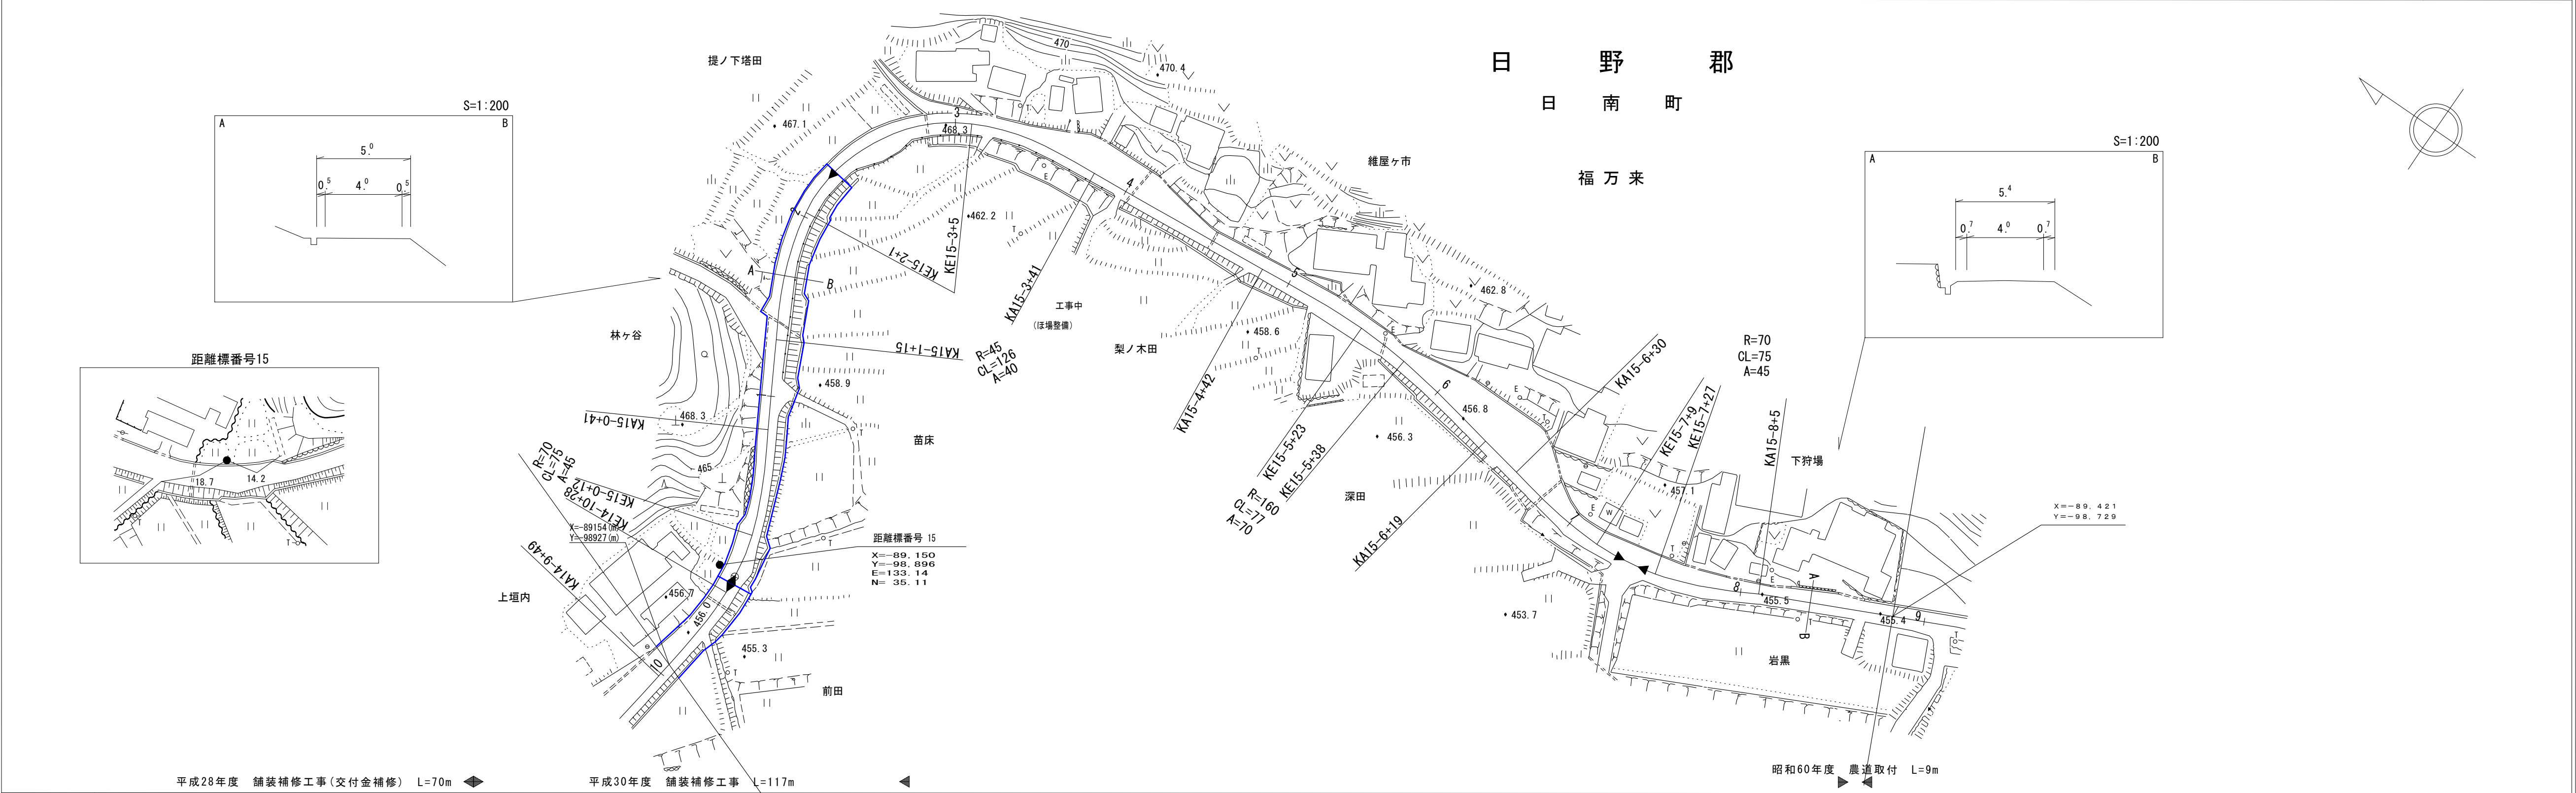 日 野 郡
日 南 町
福 万 来
S=1:200
A B
5.0
0.5 4.0 0.5
距離標番号15
18.7 14.2
T
提ノ下塔田
467.1
470
470.4
3
468.3
T
維屋ヶ市
E
4
462.2
T
2
KE15-2+1
KE15-3+5
KA15-3+41
A
B
工事中
(ほ場整備)
5
462.8
458.6
T
梨ノ木田
E
林ヶ谷
Q
KA15-1+15
R=45
CL=126
A=40
458.9
KA15-0+41
468.3
苗床
T
465
R=70
CL=75
A=45
KE15-0+12
KE14-10+28
X=-89154(m)
Y=-98927(m)
KA14-9+49
距離標番号 15
X=-89,150
Y=-98,896
E=133.14
N= 35.11
T
上垣内
456.7
456.0
10
455.3
T
前田
KA15-4+42
KE15-5+23
KE15-5+38
R=160
CL=77
A=70
6
456.8
456.3
深田
KA15-6+30
KA15-6+19
E
T
R=70
CL=75
A=45
KE15-7+9
KE15-7+27
KA15-8+5
下狩場
457.1
E
W
7
T
E
A
B
8
455.5
T
455.4
9
T
453.7
岩黒
S=1:200
A B
5.4
0.7 4.0 0.7
X=-89,421
Y=-98,729
平成28年度 舗装補修工事(交付金補修) L=70m
平成30年度 舗装補修工事 L=117m
昭和60年度 農道取付 L=9m